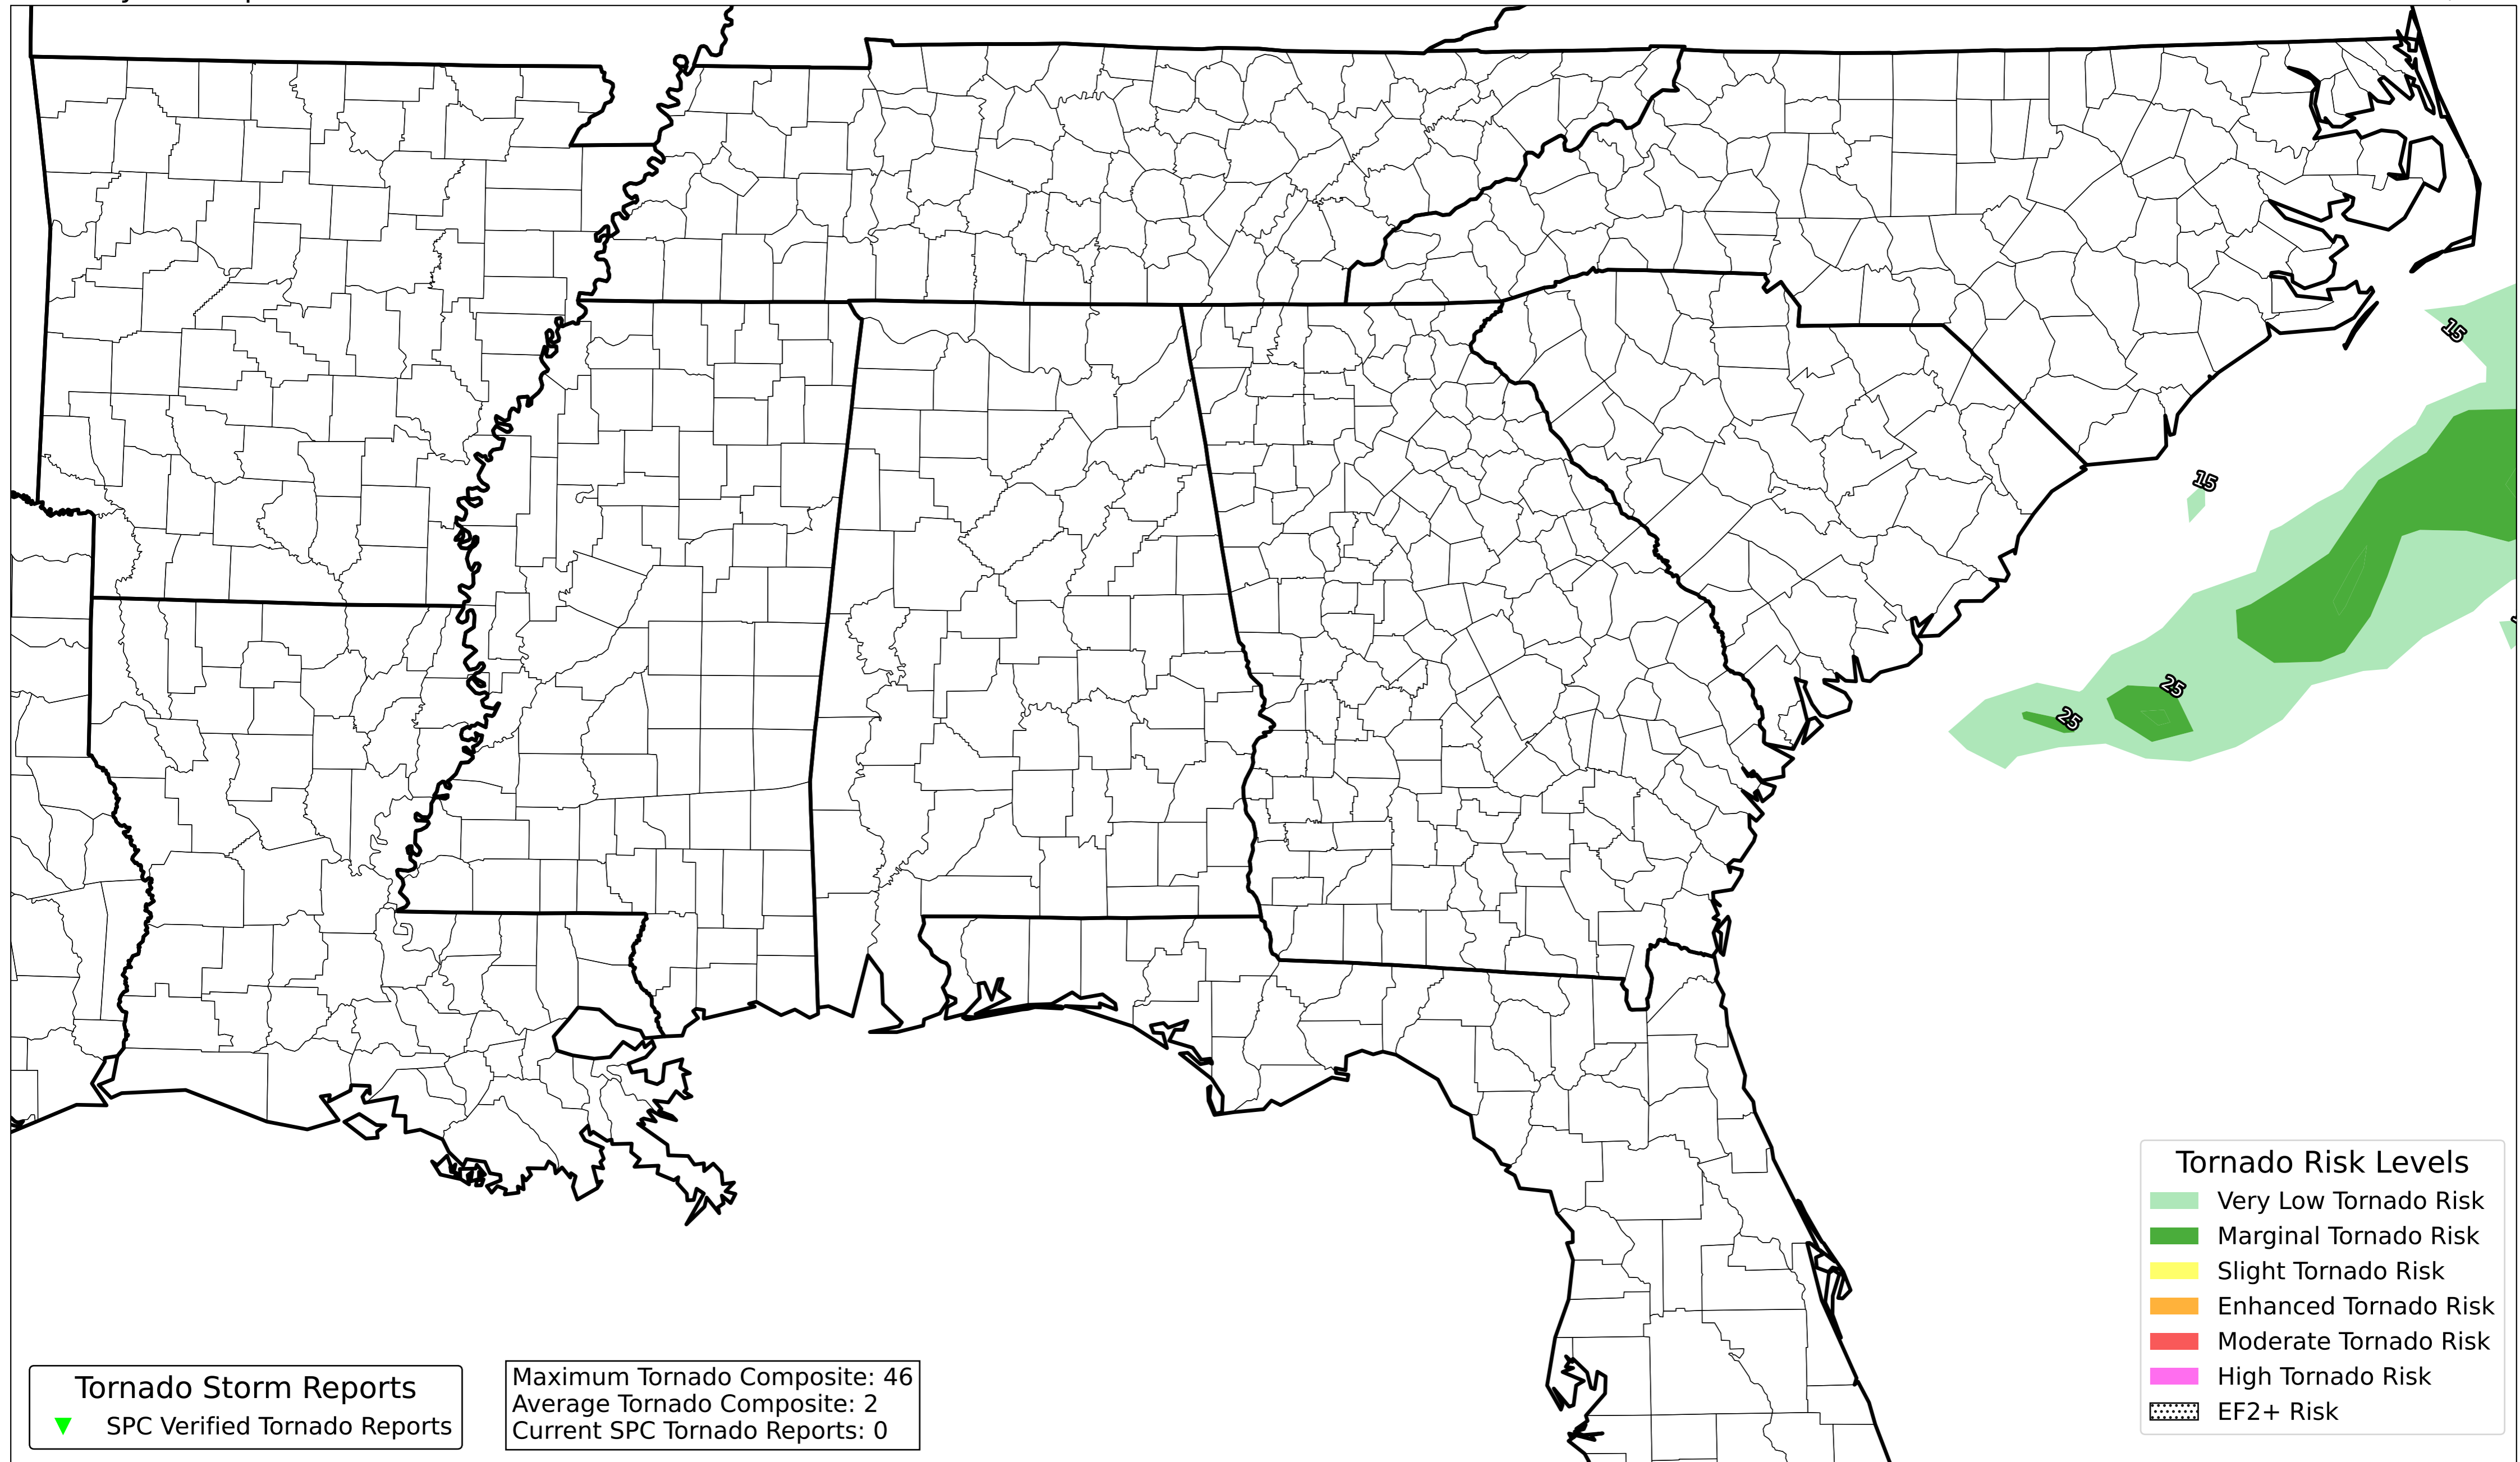 15
15
25
25
Tornado Risk Levels
Very Low Tornado Risk
Marginal Tornado Risk
Slight Tornado Risk
Enhanced Tornado Risk
Moderate Tornado Risk
High Tornado Risk
EF2+ Risk
Tornado Storm Reports
SPC Verified Tornado Reports
Maximum Tornado Composite: 46
Average Tornado Composite: 2
Current SPC Tornado Reports: 0